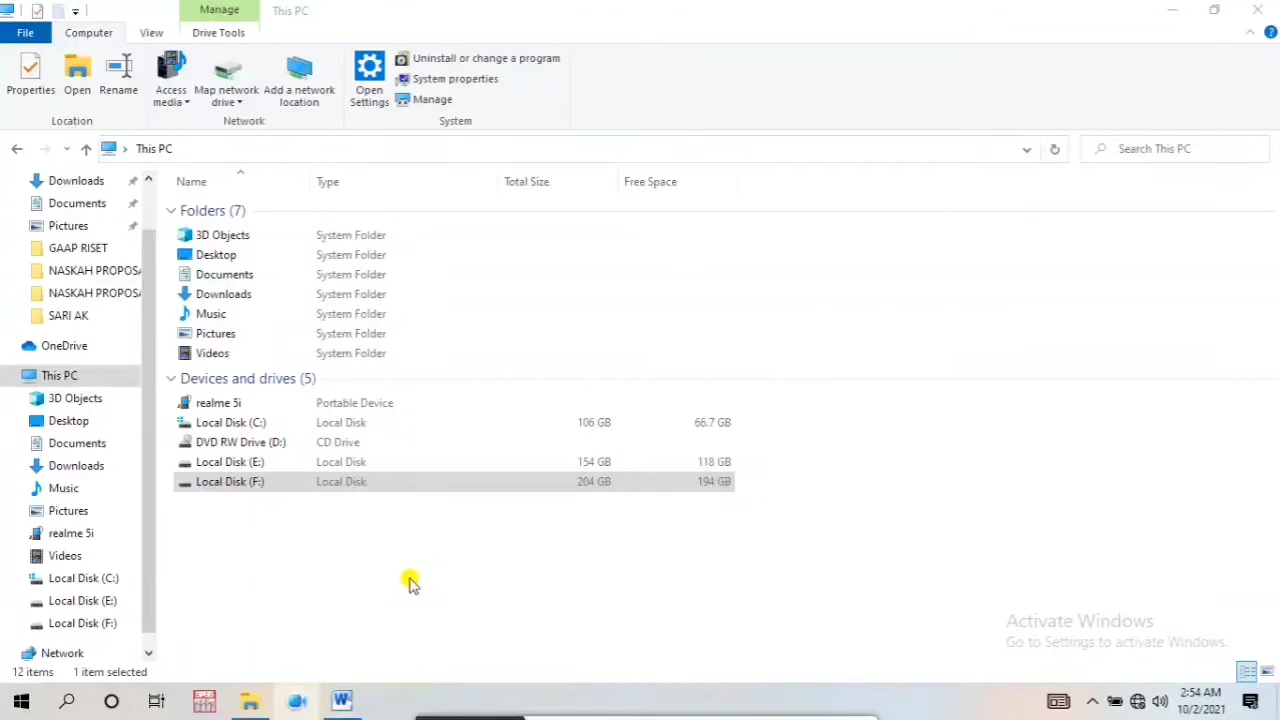 Manage
This PC
File
Computer
View
Drive Tools
Properties
Open
Rename
Access media
Map network drive
Add a network location
Open Settings
Uninstall or change a program
System properties
Manage
Location
Network
System
This PC
Search This PC
Downloads
Documents
Pictures
GAAP RISET
NASKAH PROPOSA
NASKAH PROPOSA
SARI AK
OneDrive
This PC
3D Objects
Desktop
Documents
Downloads
Music
Pictures
realme 5i
Videos
Local Disk (C:)
Local Disk (E:)
Local Disk (F:)
Network
Name Type Total Size Free Space
Folders (7)
3D Objects System Folder
Desktop System Folder
Documents System Folder
Downloads System Folder
Music System Folder
Pictures System Folder
Videos System Folder
Devices and drives (5)
realme 5i Portable Device
Local Disk (C:) Local Disk 106 GB 66.7 GB
DVD RW Drive (D:) CD Drive
Local Disk (E:) Local Disk 154 GB 118 GB
Local Disk (F:) Local Disk 204 GB 194 GB
Activate Windows
Go to Settings to activate Windows.
12 items 1 item selected
2:54 AM
10/2/2021